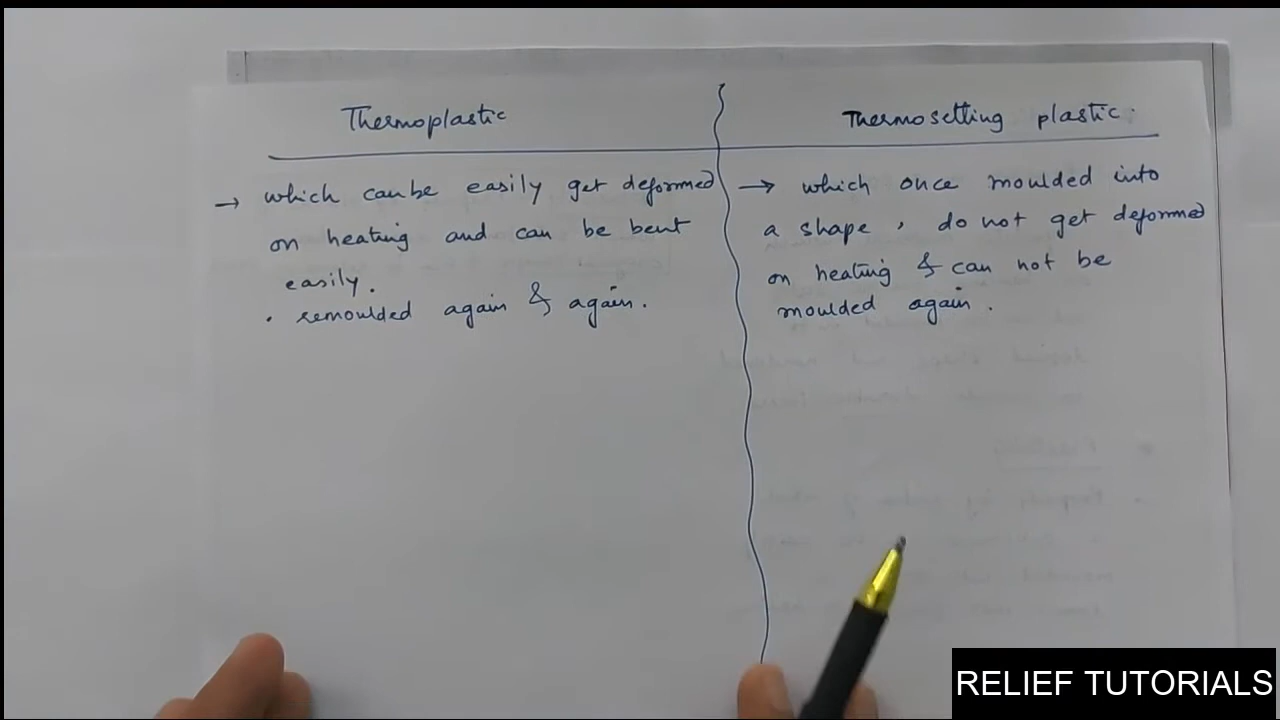 Thermoplastic
→ which can be easily get deformed
on heating and can be bent
easily.
• remoulded again & again.
Thermosetting plastic.
→ which once moulded into
a shape, do not get deformed
on heating & can not be
moulded again.
RELIEF TUTORIALS